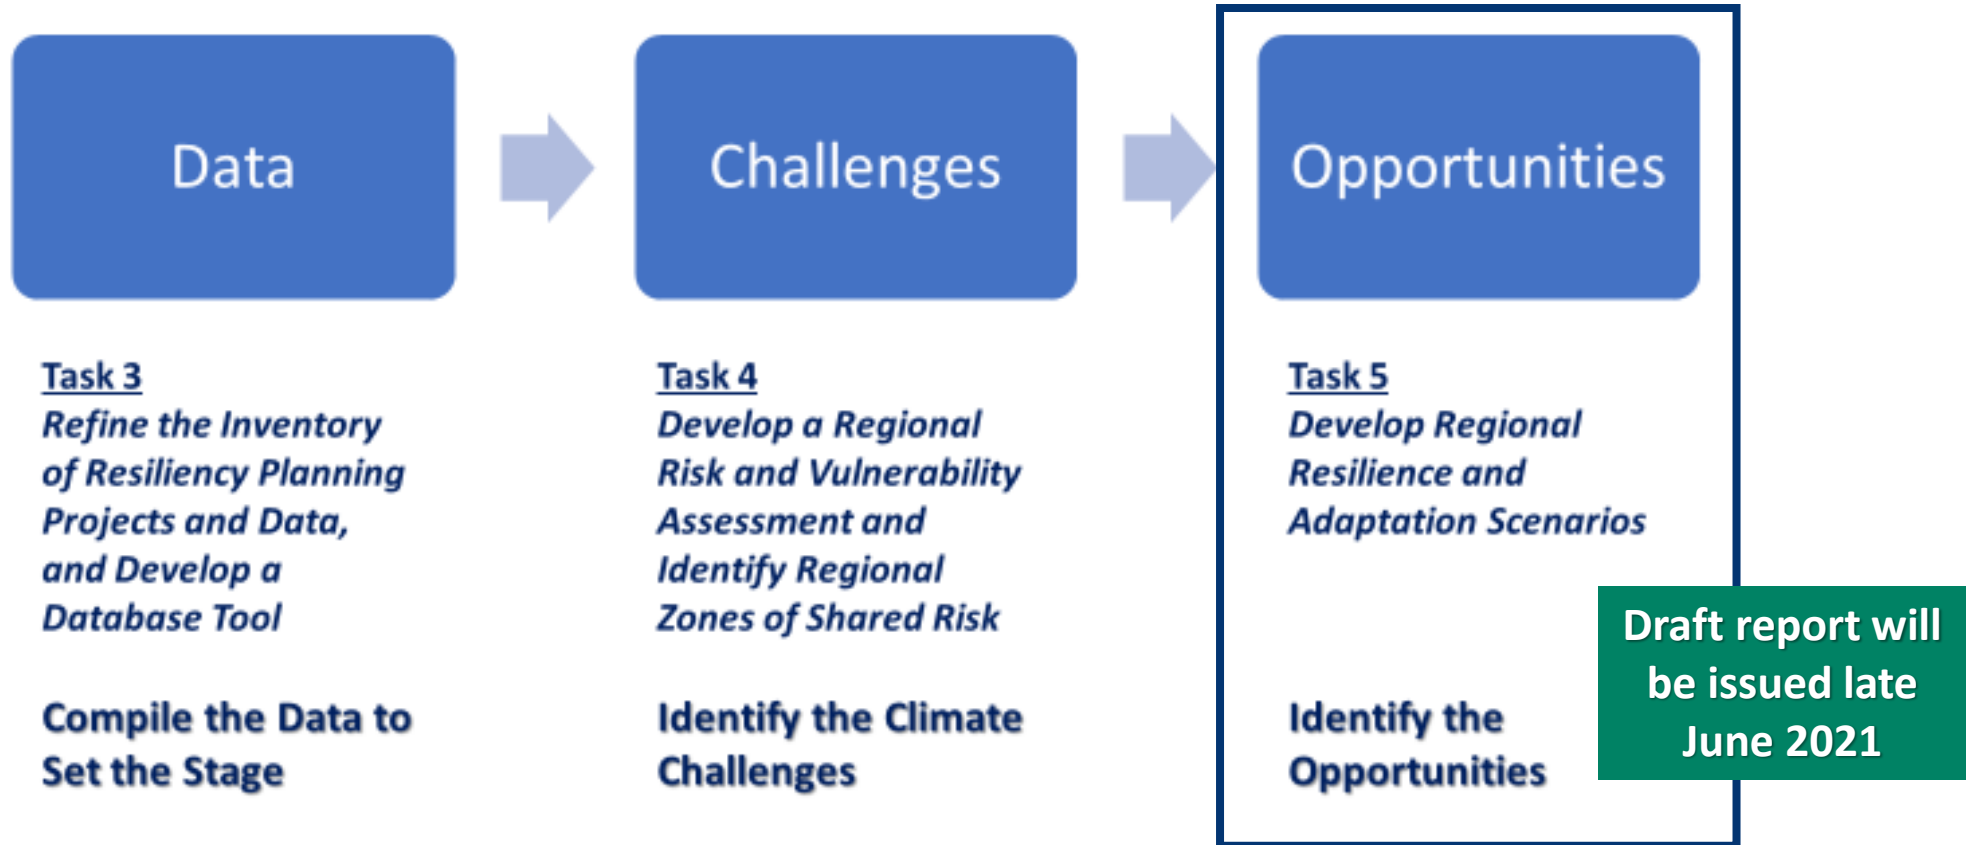 Data
Challenges
Opportunities
Task 3
Refine the Inventory
of Resiliency Planning
Projects and Data,
and Develop a
Database Tool
Compile the Data to
Set the Stage
Task 4
Develop a Regional
Risk and Vulnerability
Assessment and
Identify Regional
Zones of Shared Risk
Identify the Climate
Challenges
Task 5
Develop Regional
Resilience and
Adaptation Scenarios
Identify the
Opportunities
Draft report will
be issued late
June 2021